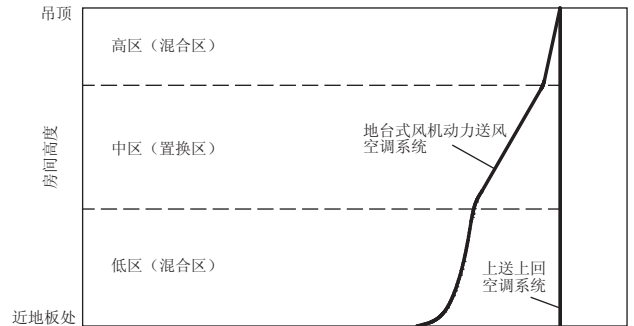 吊顶
高区（混合区）
房间高度
中区（置换区）
地台式风机动力送风
空调系统
低区（混合区）
上送上回
空调系统
近地板处